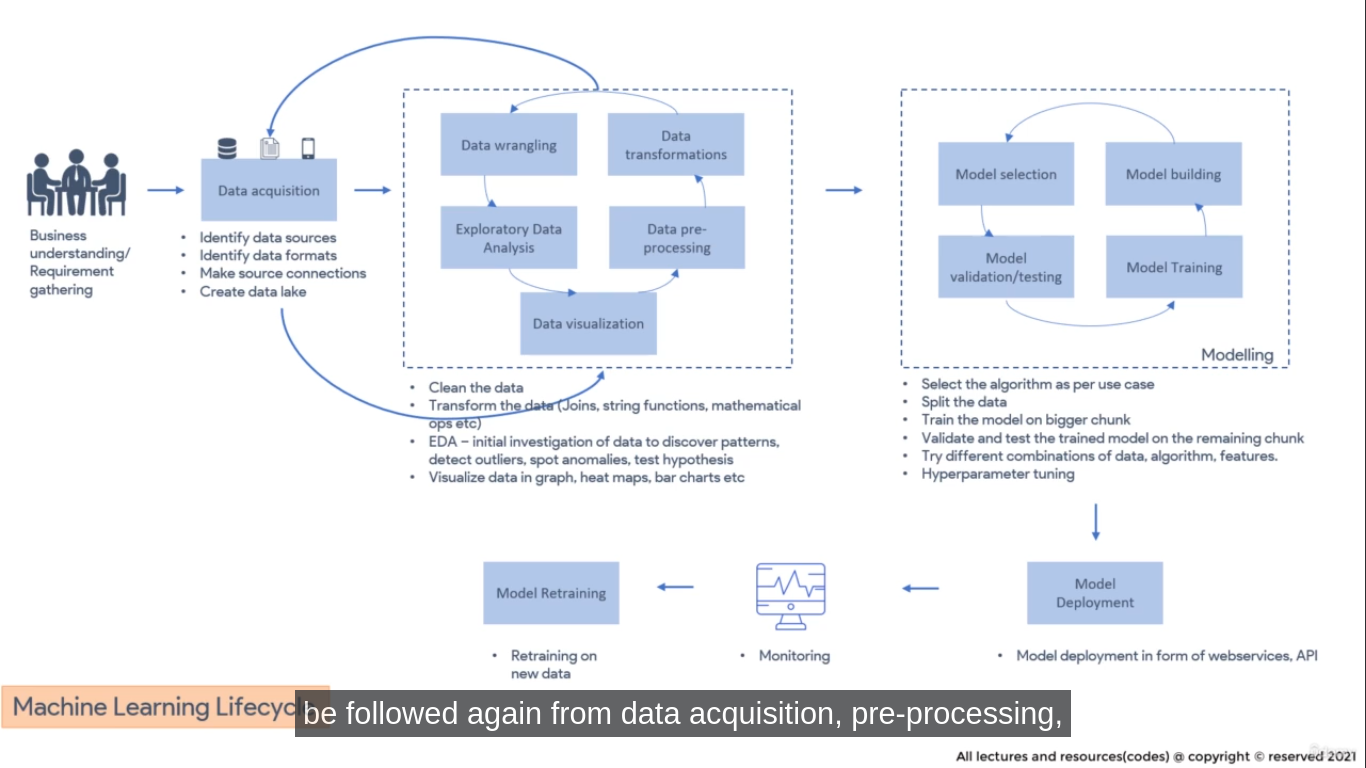 Business
understanding/
Requirement
gathering
Data acquisition
• Identify data sources
• Identify data formats
• Make source connections
• Create data lake
Data wrangling
Data
transformations
Exploratory Data
Analysis
Data pre-
processing
Data visualization
• Clean the data
• Transform the data (Joins, string functions, mathematical
ops etc)
• EDA – initial investigation of data to discover patterns,
detect outliers, spot anomalies, test hypothesis
• Visualize data in graph, heat maps, bar charts etc
Model selection
Model building
Model
validation/testing
Model Training
Modelling
• Select the algorithm as per use case
• Split the data
• Train the model on bigger chunk
• Validate and test the trained model on the remaining chunk
• Try different combinations of data, algorithm, features.
• Hyperparameter tuning
Model
Deployment
• Model deployment in form of webservices, API
• Monitoring
Model Retraining
• Retraining on
new data
Machine Learning Lifecycle
be followed again from data acquisition, pre-processing,
All lectures and resources(codes) @ copyright © reserved 2021